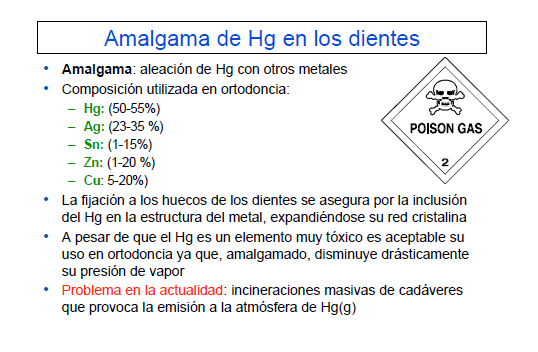 Amalgama de Hg en los dientes
• Amalgama: aleación de Hg con otros metales
• Composición utilizada en ortodoncia:
– Hg: (50-55%)
– Ag: (23-35 %)
– Sn: (1-15%)
– Zn: (1-20 %)
– Cu: 5-20%)
POISON GAS
2
• La fijación a los huecos de los dientes se asegura por la inclusión
del Hg en la estructura del metal, expandiéndose su red cristalina
• A pesar de que el Hg es un elemento muy tóxico es aceptable su
uso en ortodoncia ya que, amalgamado, disminuye drásticamente
su presión de vapor
• Problema en la actualidad: incineraciones masivas de cadáveres
que provoca la emisión a la atmósfera de Hg(g)